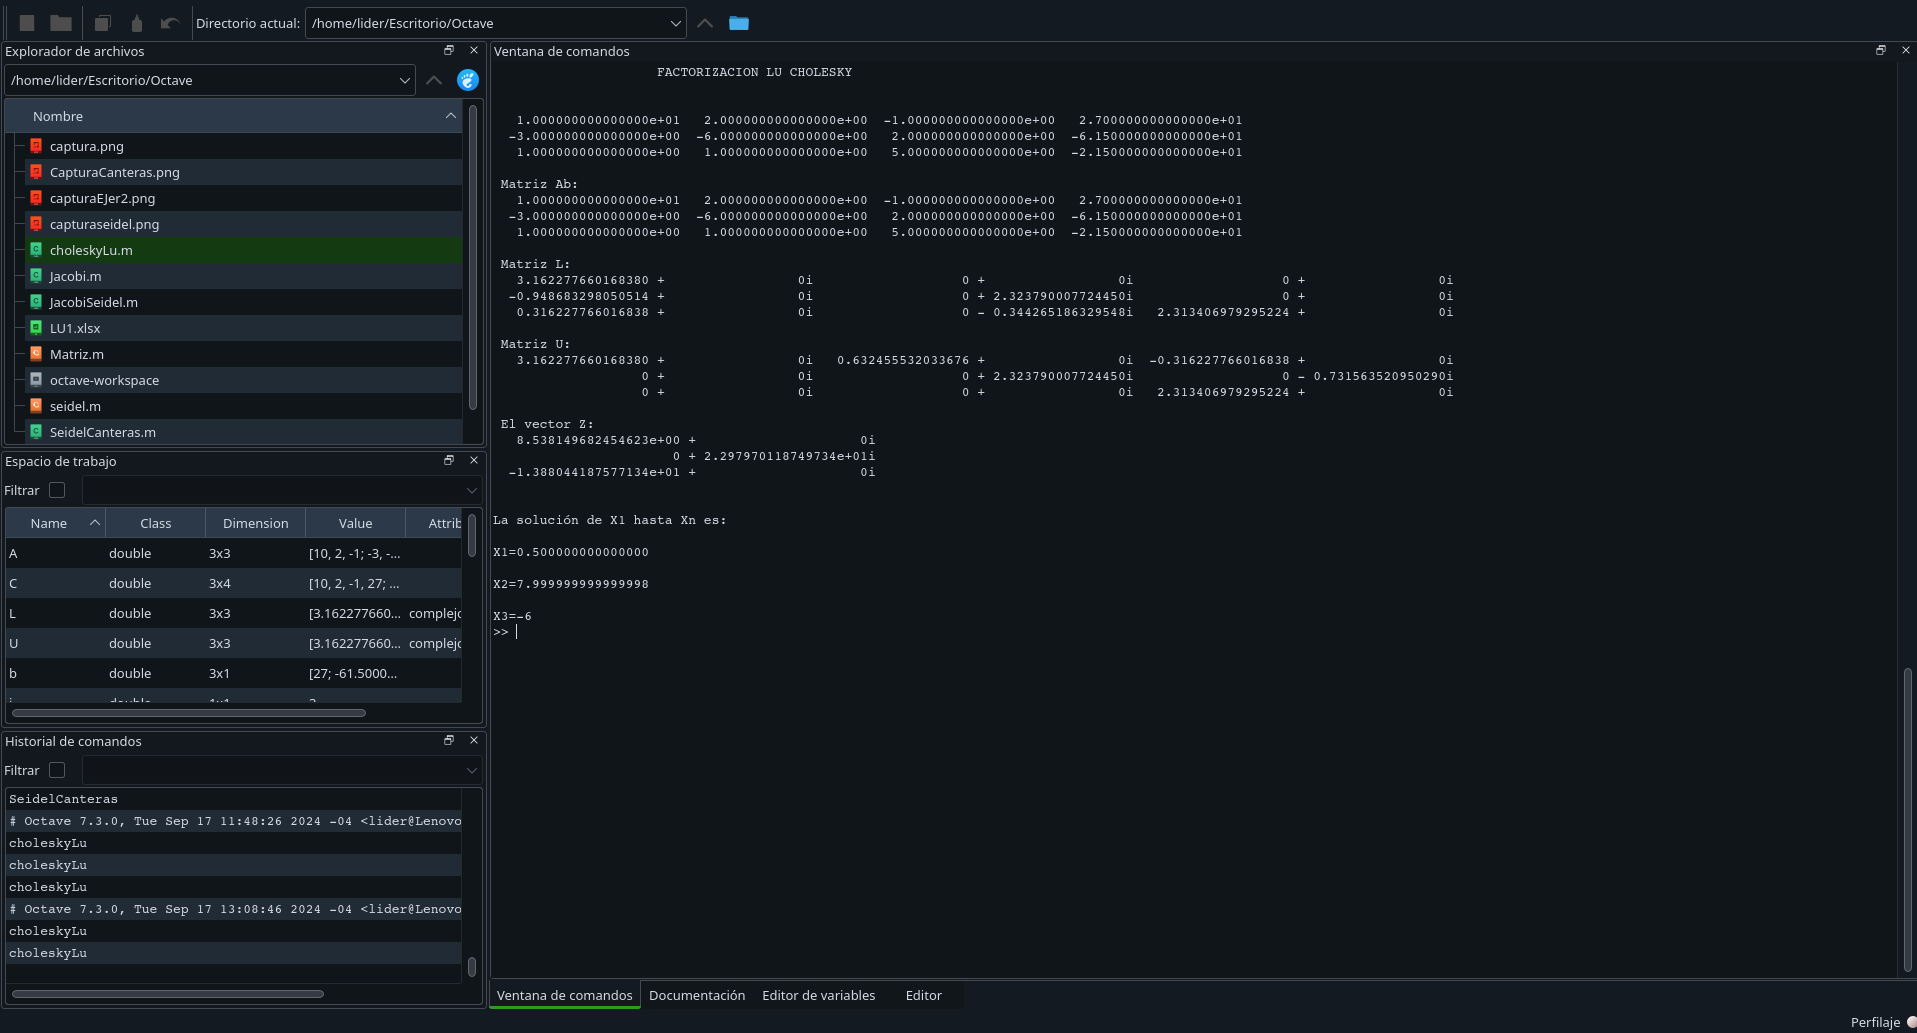 Directorio actual: /home/lider/Escritorio/Octave
Explorador de archivos
/home/lider/Escritorio/Octave
Nombre
captura.png
CapturaCanteras.png
capturaEJer2.png
capturaseidel.png
choleskyLu.m
Jacobi.m
JacobiSeidel.m
LU1.xlsx
Matriz.m
octave-workspace
seidel.m
SeidelCanteras.m
Espacio de trabajo
Filtrar
Name Class Dimension Value Attrib
A double 3x3 [10, 2, -1; -3, -...
C double 3x4 [10, 2, -1, 27; ...
L double 3x3 [3.162277660... complejo
U double 3x3 [3.162277660... complejo
b double 3x1 [27; -61.5000...
Historial de comandos
Filtrar
SeidelCanteras
# Octave 7.3.0, Tue Sep 17 11:48:26 2024 -04 <lider@Lenovo
choleskyLu
choleskyLu
choleskyLu
# Octave 7.3.0, Tue Sep 17 13:08:46 2024 -04 <lider@Lenovo
choleskyLu
choleskyLu
Ventana de comandos
FACTORIZACION LU CHOLESKY
1.000000000000000e+01 2.000000000000000e+00 -1.000000000000000e+00 2.700000000000000e+01
-3.000000000000000e+00 -6.000000000000000e+00 2.000000000000000e+00 -6.150000000000000e+01
1.000000000000000e+00 1.000000000000000e+00 5.000000000000000e+00 -2.150000000000000e+01
Matriz Ab:
1.000000000000000e+01 2.000000000000000e+00 -1.000000000000000e+00 2.700000000000000e+01
-3.000000000000000e+00 -6.000000000000000e+00 2.000000000000000e+00 -6.150000000000000e+01
1.000000000000000e+00 1.000000000000000e+00 5.000000000000000e+00 -2.150000000000000e+01
Matriz L:
3.162277660168380 + 0i 0 + 0i 0 + 0i
-0.948683298050514 + 0i 0 + 2.323790007724450i 0 + 0i
0.316227766016838 + 0i 0 - 0.344265186329548i 2.313406979295224 + 0i
Matriz U:
3.162277660168380 + 0i 0.632455532033676 + 0i -0.316227766016838 + 0i
0 + 0i 0 + 2.323790007724450i 0 - 0.731563520950290i
0 + 0i 0 + 0i 2.313406979295224 + 0i
El vector Z:
8.538149682454623e+00 + 0i
0 + 2.297970118749734e+01i
-1.388044187577134e+01 + 0i
La solución de X1 hasta Xn es:
X1=0.500000000000000
X2=7.999999999999998
X3=-6
>>
Ventana de comandos Documentación Editor de variables Editor
Perfilaje